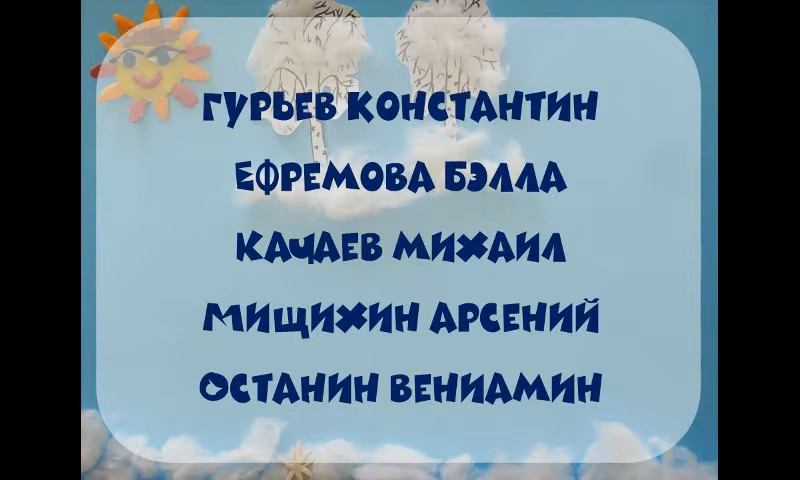 ГУРЬЕВ КОНСТАНТИН
ЕФРЕМОВА БЭЛЛА
КАЧАЕВ МИХАИЛ
МИЩИХИН АРСЕНИЙ
ОСТАНИН ВЕНИАМИН